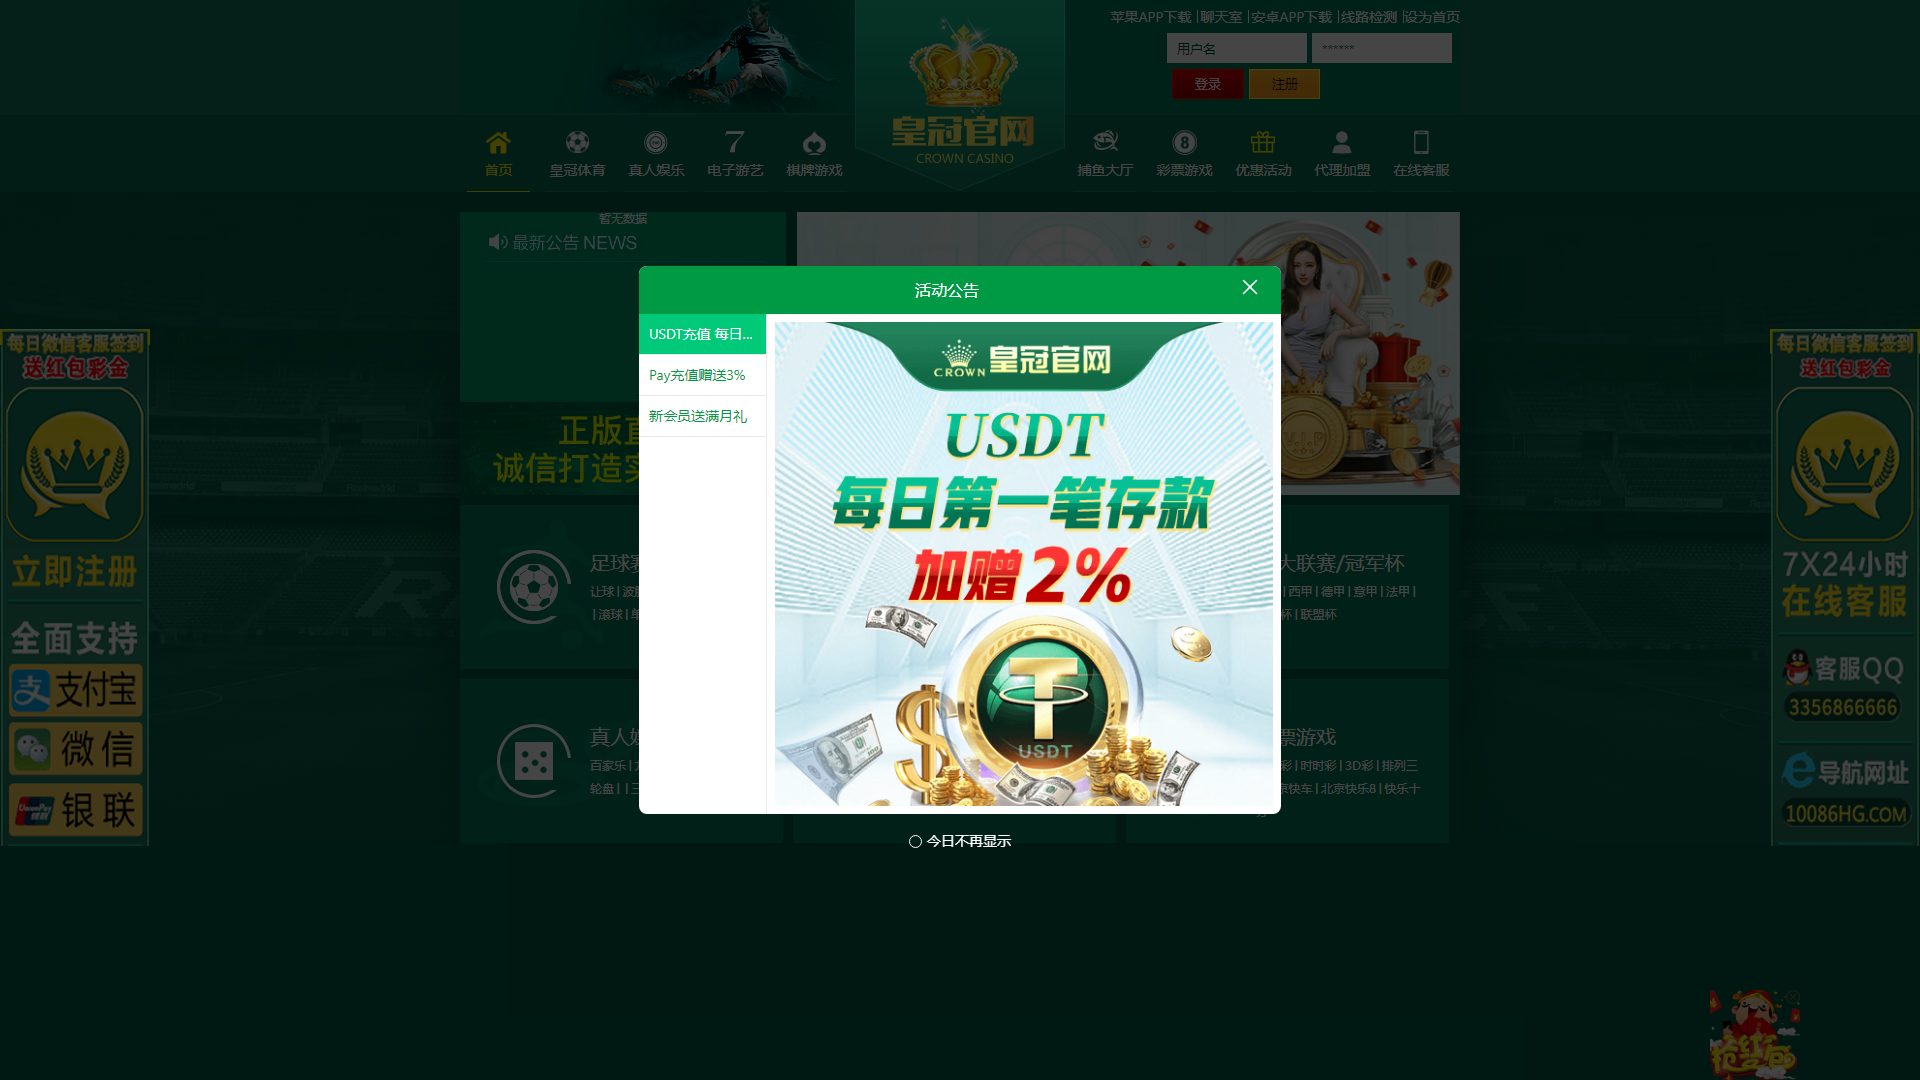 苹果APP下载 |聊天室 |安卓APP下载 |线路检测 |设为首页
用户名
******
登录
注册
皇冠官网
CROWN CASINO
首页
皇冠体育
真人娱乐
电子游艺
棋牌游戏
捕鱼大厅
彩票游戏
优惠活动
代理加盟
在线客服
暂无数据
最新公告 NEWS
活动公告
USDT充值 每日...
Pay充值赠送3%
新会员送满月礼
CROWN 皇冠官网
USDT
每日第一笔存款
加赠2%
USDT
今日不再显示
正版
诚信打造
足球
让球 |
| 滚球 |
大联赛/冠军杯
| 西甲 | 德甲 | 意甲 | 法甲 |
杯 | 联盟杯
真人
百家乐 |
轮盘 | | 三
票游戏
彩 | 时时彩 | 3D彩 | 排列三
快车 | 北京快乐8 | 快乐十
每日微信客服签到
送红包彩金
立即注册
全面支持
支付宝
微信
UnionPay
银联
银联
每日微信客服签到
送红包彩金
7X24小时
在线客服
客服QQ
3356866666
导航网址
10086HG.COM
抢红包